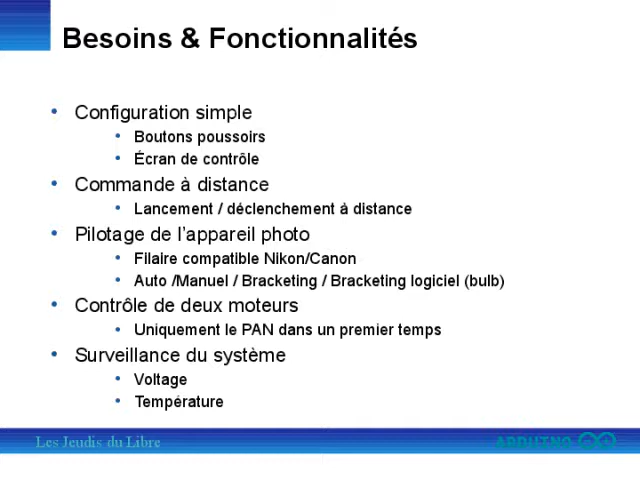 Besoins & Fonctionnalités
• Configuration simple
• Boutons poussoirs
• Écran de contrôle
• Commande à distance
• Lancement / déclenchement à distance
• Pilotage de l'appareil photo
• Filaire compatible Nikon/Canon
• Auto /Manuel / Bracketing / Bracketing logiciel (bulb)
• Contrôle de deux moteurs
• Uniquement le PAN dans un premier temps
• Surveillance du système
• Voltage
• Température
Les Jeudis du Libre
ARDUINO